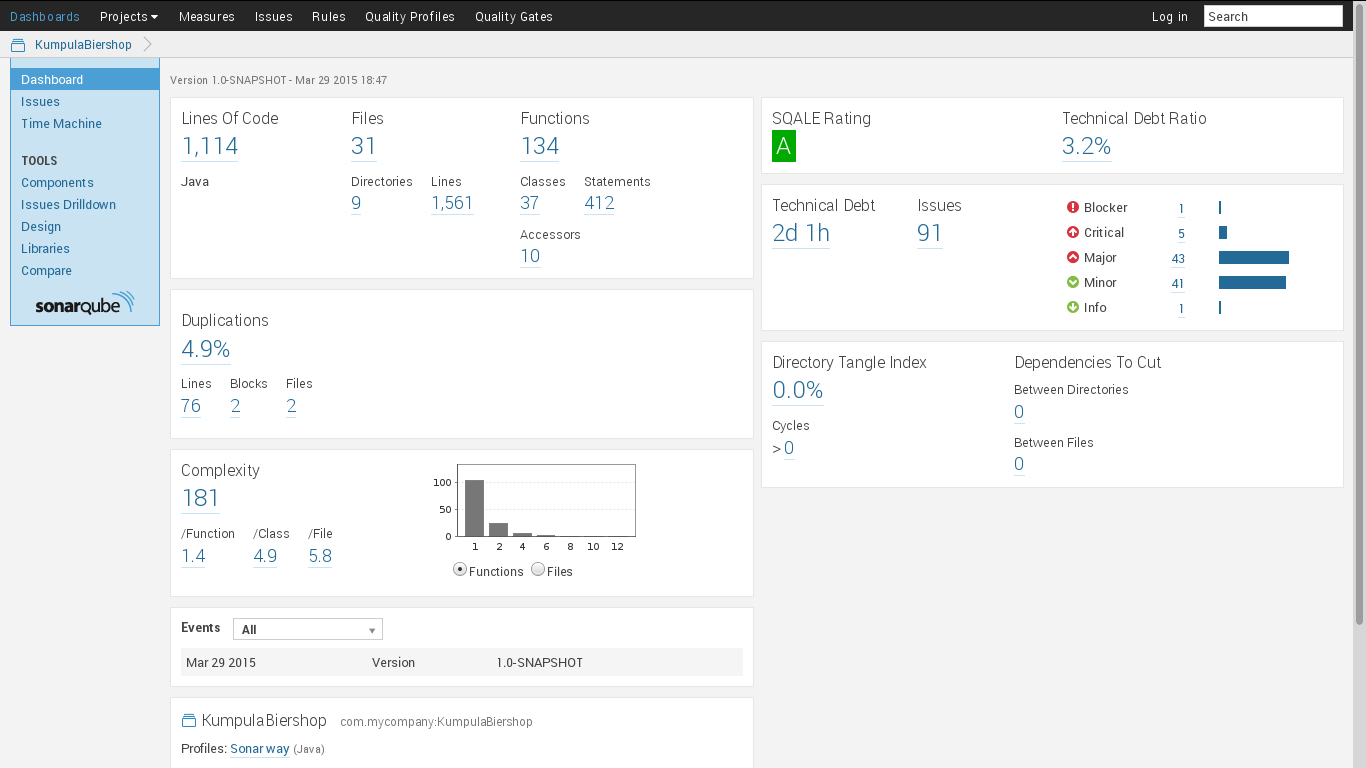 Dashboards Projects Measures Issues Rules Quality Profiles Quality Gates Log in Search
KumpulaBiershop
Dashboard
Issues
Time Machine
TOOLS
Components
Issues Drilldown
Design
Libraries
Compare
sonarqube
Version 1.0-SNAPSHOT - Mar 29 2015 18:47
Lines Of Code Files Functions
1,114 31 134
Java Directories Lines Classes Statements
9 1,561 37 412
Accessors
10
Duplications
4.9%
Lines Blocks Files
76 2 2
Complexity
181
/Function /Class /File
1.4 4.9 5.8
100
50
0
1 2 4 6 8 10 12
Functions Files
Events All
Mar 29 2015 Version 1.0-SNAPSHOT
KumpulaBiershop com.mycompany:KumpulaBiershop
Profiles: Sonar way (Java)
SQALE Rating Technical Debt Ratio
A 3.2%
Technical Debt Issues
2d 1h 91
Blocker 1
Critical 5
Major 43
Minor 41
Info 1
Directory Tangle Index Dependencies To Cut
0.0% Between Directories
0
Cycles
> 0
Between Files
0